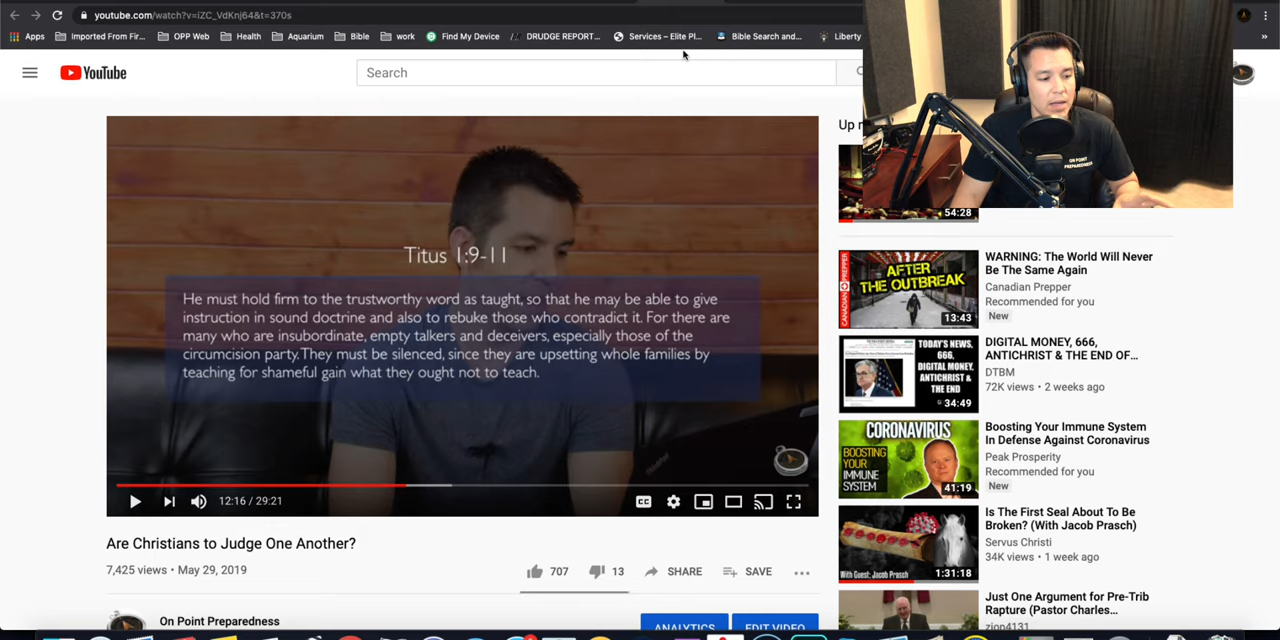 youtube.com/watch?v=iZC_VdKnj64&t=370s
Apps Imported From Fir... OPP Web Health Aquarium Bible work Find My Device DRUDGE REPORT... Services – Elite Pl... Bible Search and... Liberty »
YouTube
Search
Up n
54:28
Titus 1:9-11
He must hold firm to the trustworthy word as taught, so that he may be able to give
instruction in sound doctrine and also to rebuke those who contradict it. For there are
many who are insubordinate, empty talkers and deceivers, especially those of the
circumcision party. They must be silenced, since they are upsetting whole families by
teaching for shameful gain what they ought not to teach.
CC
12:16 / 29:21
Are Christians to Judge One Another?
7,425 views • May 29, 2019
707 13 SHARE SAVE ...
On Point Preparedness
ANALYTICS EDIT VIDEO
ON POINT
PREPAREDNESS
CANADIAN PREPPER
AFTER
THE OUTBREAK
13:43
WARNING: The World Will Never
Be The Same Again
Canadian Prepper
Recommended for you
New
TODAY'S NEWS,
666,
DIGITAL MONEY,
ANTICHRIST &
THE END
34:49
DIGITAL MONEY, 666,
ANTICHRIST & THE END OF...
DTBM
72K views • 2 weeks ago
CORONAVIRUS
BOOSTING
YOUR
IMMUNE
SYSTEM
41:19
Boosting Your Immune System
In Defense Against Coronavirus
Peak Prosperity
Recommended for you
New
With Guest: Jacob Prasch
1:31:18
Is The First Seal About To Be
Broken? (With Jacob Prasch)
Servus Christi
34K views • 1 week ago
Just One Argument for Pre-Trib
Rapture (Pastor Charles...
zion4131